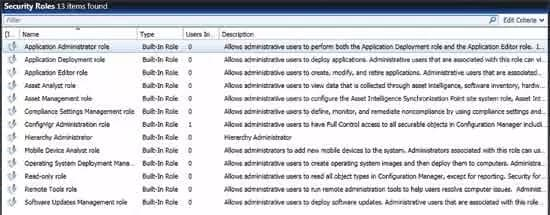 Security Roles 13 items found
Filter Edit Criteria
Name Type Users In... Description
Application Administrator role Built-In Role 0 Allows administrative users to perform both the Application Deployment role and the Application Editor role. 1...
Application Deployment role Built-In Role 0 Allows administrative users to deploy applications. Administrative users that are associated with this role can vi...
Application Editor role Built-In Role 0 Allows administrative users to create, modify, and retire applications. Administrative users that are associated...
Asset Analyst role Built-In Role 0 Allows administrative users to view data that is collected through asset intelligence, software inventory, hardw...
Asset Management role Built-In Role 0 Allows administrative users to configure the Asset Intelligence Synchronization Point site system role, Asset Int...
Compliance Settings Management role Built-In Role 0 Allows administrative users to define, monitor, and remediate noncompliance by using compliance settings and...
ConfigMgr Administration role Built-In Role 1 Allows administrative users to have Full Control access to all securable objects in Configuration Manager includi...
Hierarchy Administrator Built-In Role 0 Hierarchy Administrator
Mobile Device Analyst role Built-In Role 0 Administrators to add new mobile devices to the system. Administrators associated with this role can us...
Operating System Deployment Mana... Built-In Role 0 Allows administrative users to create operating system images and then deploy them to computers. Administra...
Read-only role Built-In Role 0 Allows administrative users to read all object types in Configuration Manager, except for reporting. Security for...
Remote Tools role Built-In Role 0 Allows administrative users to run remote administration tools to help users resolve computer issues. Administ...
Software Updates Management role Built-In Role 0 Allows administrative users to deploy software updates. Administrative users that are associated with this role...